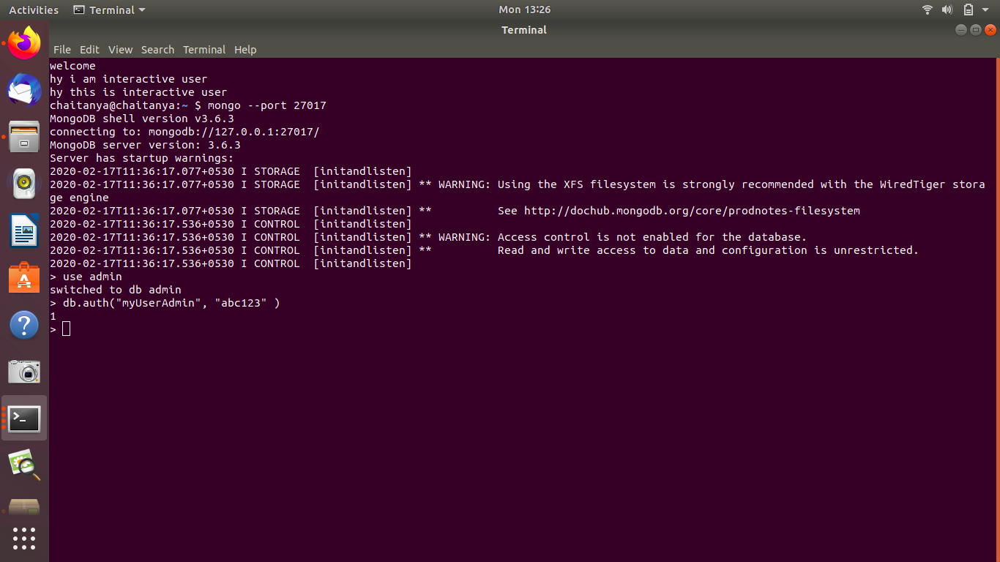 Activities Terminal Mon 13:26
Terminal
File Edit View Search Terminal Help
welcome
hy i am interactive user
hy this is interactive user
chaitanya@chaitanya:~ $ mongo --port 27017
MongoDB shell version v3.6.3
connecting to: mongodb://127.0.0.1:27017/
MongoDB server version: 3.6.3
Server has startup warnings:
2020-02-17T11:36:17.077+0530 I STORAGE  [initandlisten]
2020-02-17T11:36:17.077+0530 I STORAGE  [initandlisten] ** WARNING: Using the XFS filesystem is strongly recommended with the WiredTiger stora
ge engine
2020-02-17T11:36:17.077+0530 I STORAGE  [initandlisten] **          See http://dochub.mongodb.org/core/prodnotes-filesystem
2020-02-17T11:36:17.536+0530 I CONTROL  [initandlisten]
2020-02-17T11:36:17.536+0530 I CONTROL  [initandlisten] ** WARNING: Access control is not enabled for the database.
2020-02-17T11:36:17.536+0530 I CONTROL  [initandlisten] **          Read and write access to data and configuration is unrestricted.
2020-02-17T11:36:17.536+0530 I CONTROL  [initandlisten]
> use admin
switched to db admin
> db.auth("myUserAdmin", "abc123" )
1
>